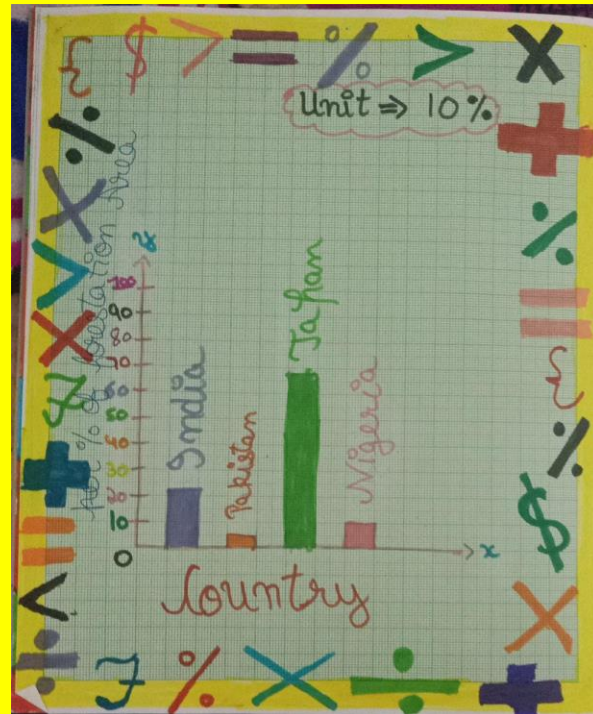 Unit ⇒ 10%
% of forestation Area
y
100
90
80
70
60
50
40
30
20
10
0
India
Pakistan
Japan
Nigeria
x
Country